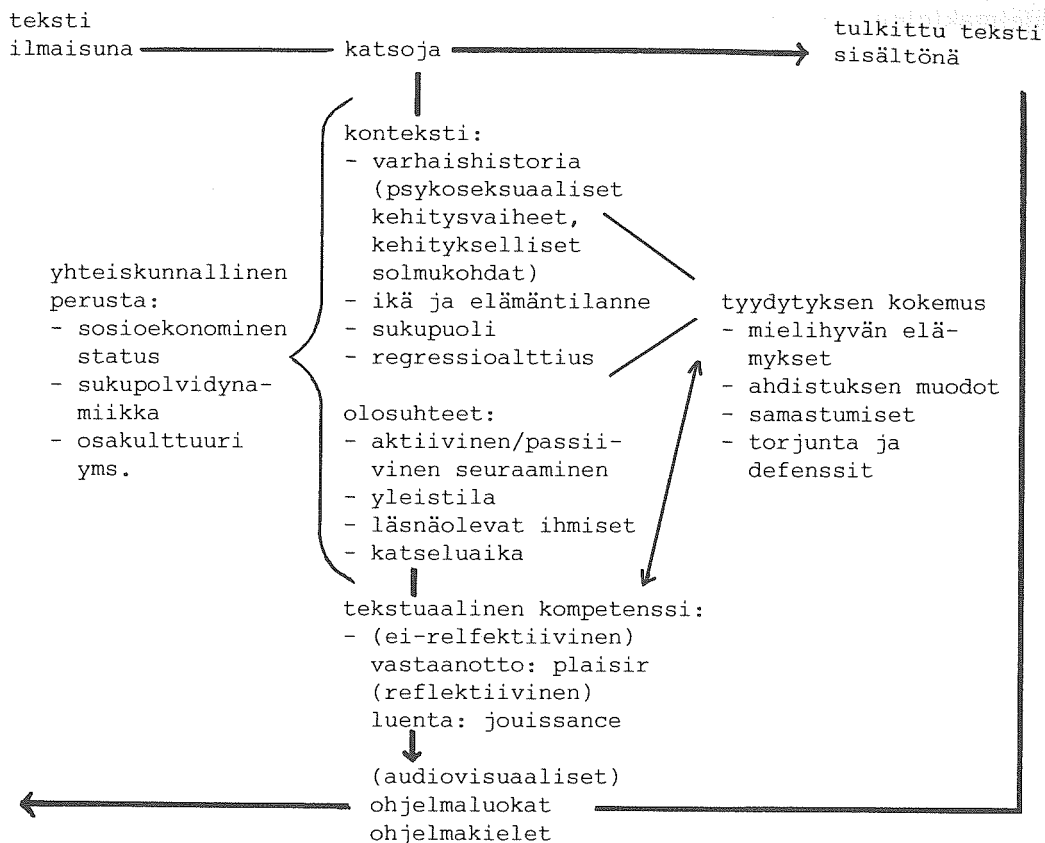 teksti
ilmaisuna
katsoja
tulkittu teksti
sisältönä
konteksti:
- varhaishistoria
(psykoseksuaaliset
kehitysvaiheet,
kehitykselliset
solmukohdat)
- ikä ja elämäntilanne
- sukupuoli
- regressioalttius
yhteiskunnallinen
perusta:
- sosioekonominen
status
- sukupolvidyna-
miikka
- osakulttuuri
yms.
tyydytyksen kokemus
- mielihyvän elä-
mykset
- ahdistuksen muodot
- samastumiset
- torjunta ja
defenssit
olosuhteet:
- aktiivinen/passii-
vinen seuraaminen
- yleistila
- läsnäolevat ihmiset
- katseluaika
tekstuaalinen kompetenssi:
- (ei-relfektiivinen)
vastaanotto: plaisir
(reflektiivinen)
luenta: jouissance
(audiovisuaaliset)
ohjelmaluokat
ohjelmakielet